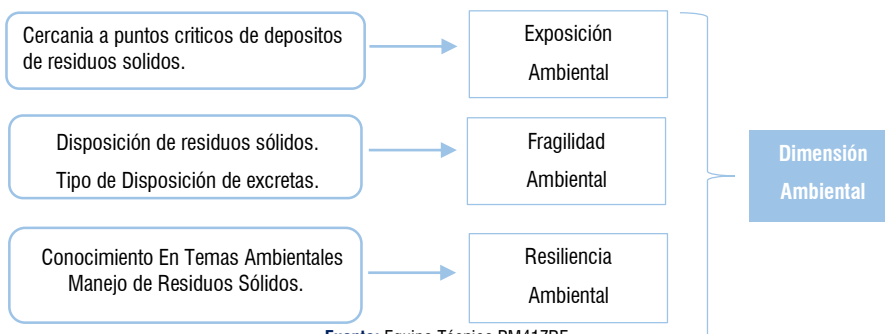 Cercania a puntos criticos de depositos
de residuos solidos.
Exposición
Ambiental
Disposición de residuos sólidos.
Tipo de Disposición de excretas.
Fragilidad
Ambiental
Dimensión
Ambiental
Conocimiento En Temas Ambientales
Manejo de Residuos Sólidos.
Resiliencia
Ambiental